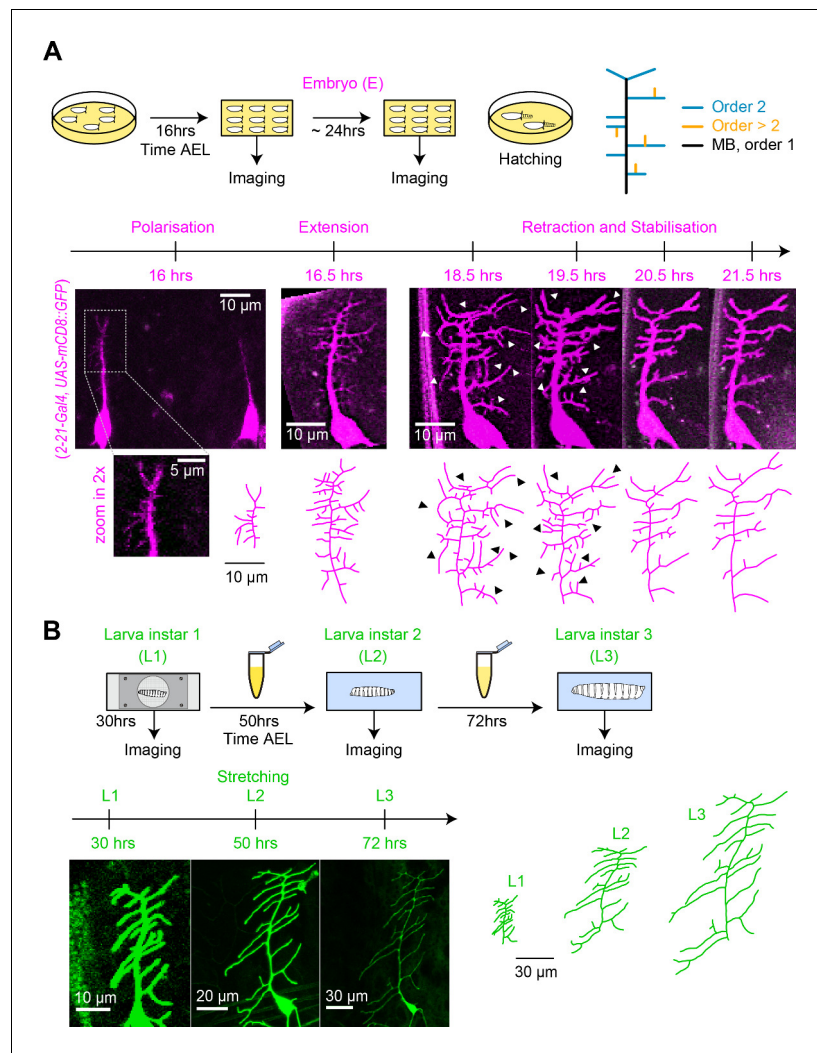 A
Embryo (E)
16hrs
Time AEL
~ 24hrs
Imaging
Imaging
Hatching
Order 2
Order > 2
MB, order 1
Polarisation
Extension
Retraction and Stabilisation
16 hrs
16.5 hrs
18.5 hrs
19.5 hrs
20.5 hrs
21.5 hrs
(2-21-Gal4, UAS-mCD8::GFP)
10 µm
10 µm
10 µm
zoom in 2x
5 µm
10 µm
B
Larva instar 1
(L1)
Larva instar 2
(L2)
Larva instar 3
(L3)
30hrs
50hrs
Time AEL
72hrs
Imaging
Imaging
Imaging
Stretching
L1
L2
L3
30 hrs
50 hrs
72 hrs
10 µm
20 µm
30 µm
L1
L2
L3
30 µm